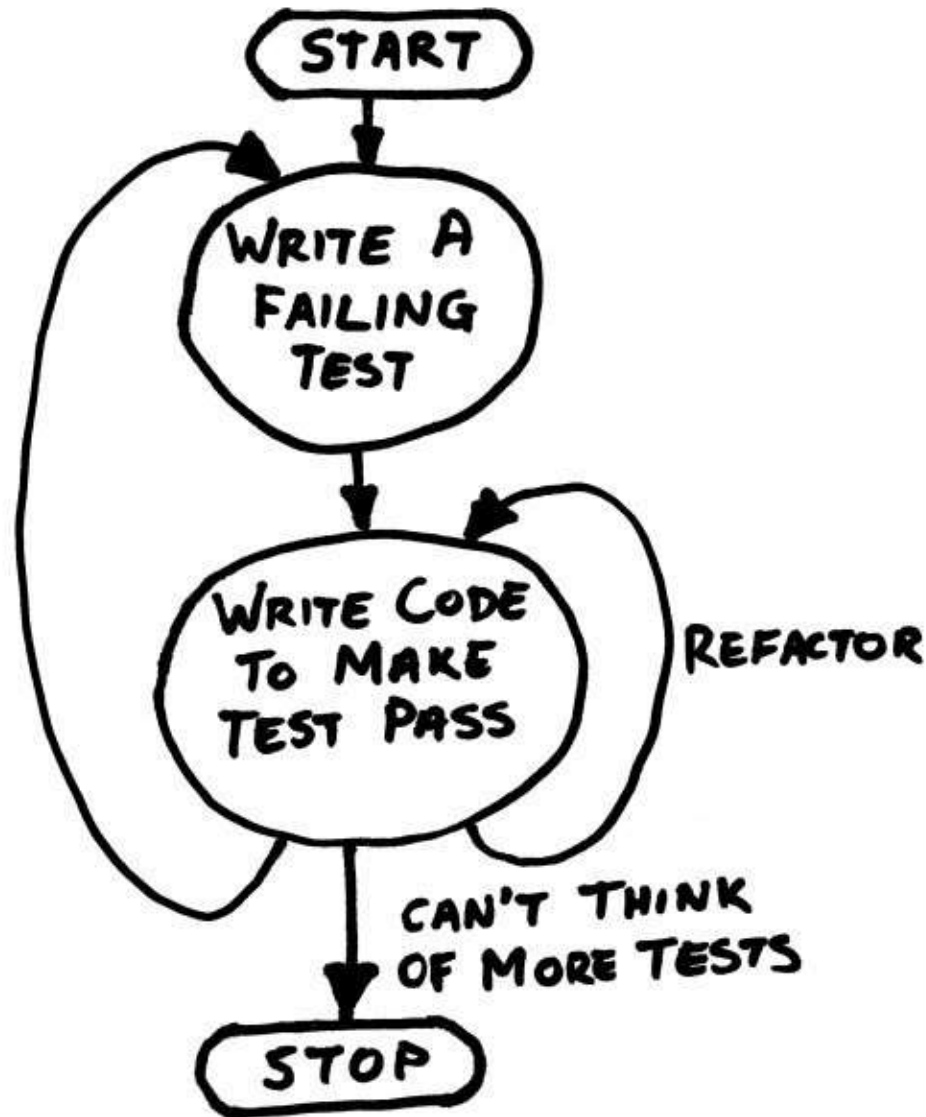 START
WRITE A
FAILING
TEST
WRITE CODE
TO MAKE
TEST PASS
REFACTOR
CAN'T THINK
OF MORE TESTS
STOP